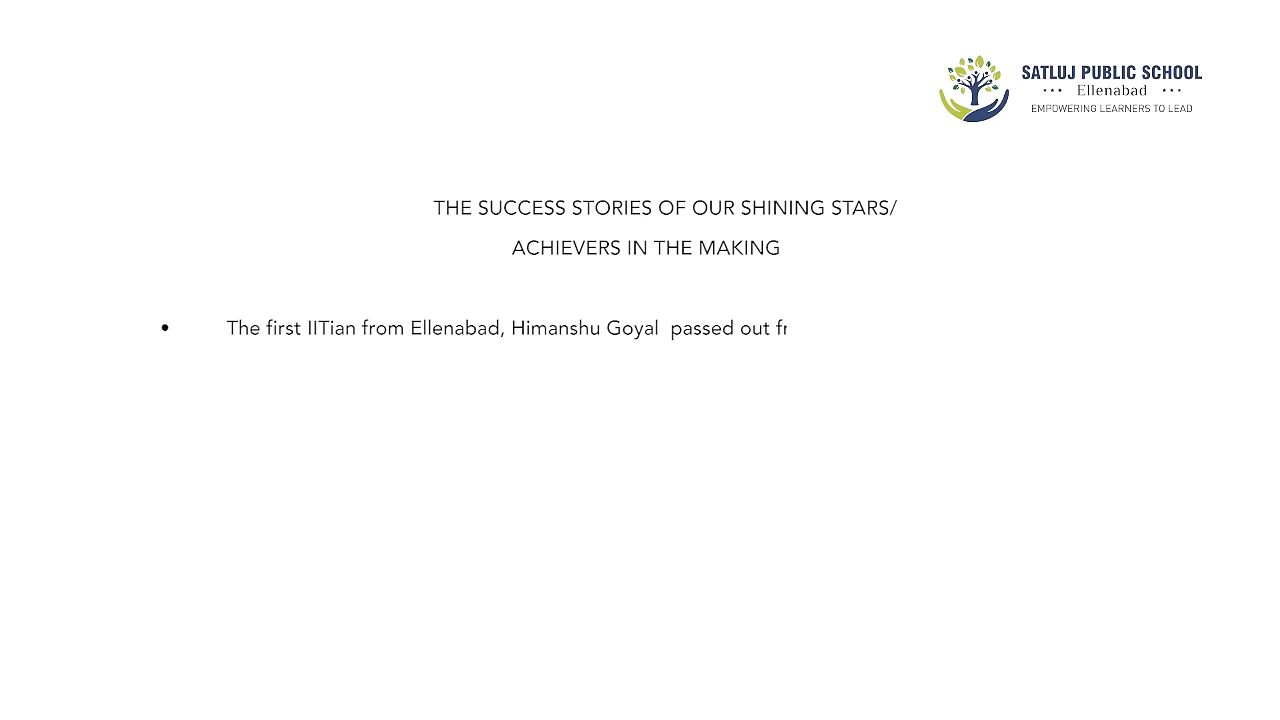 SATLUJ PUBLIC SCHOOL
Ellenabad
EMPOWERING LEARNERS TO LEAD
THE SUCCESS STORIES OF OUR SHINING STARS/
ACHIEVERS IN THE MAKING
• The first IITian from Ellenabad, Himanshu Goyal passed out